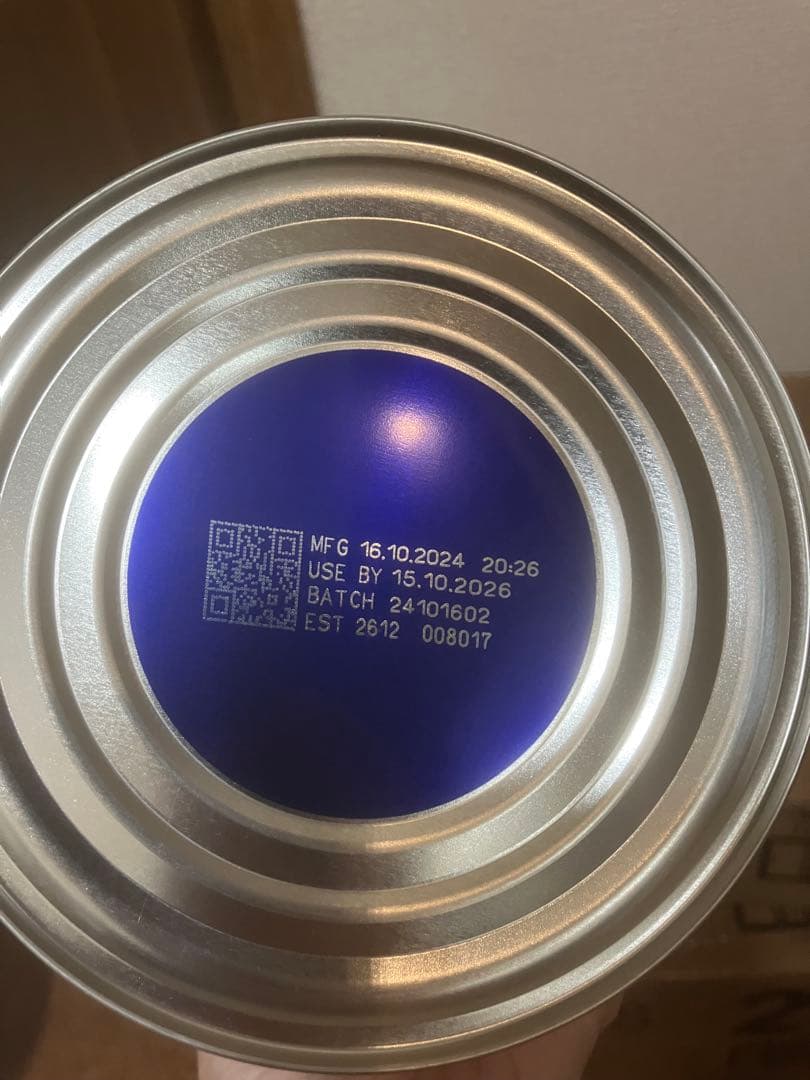 MFG 16.10.2024 20:26
USE BY 15.10.2026
BATCH 24101602
EST 2612 008017